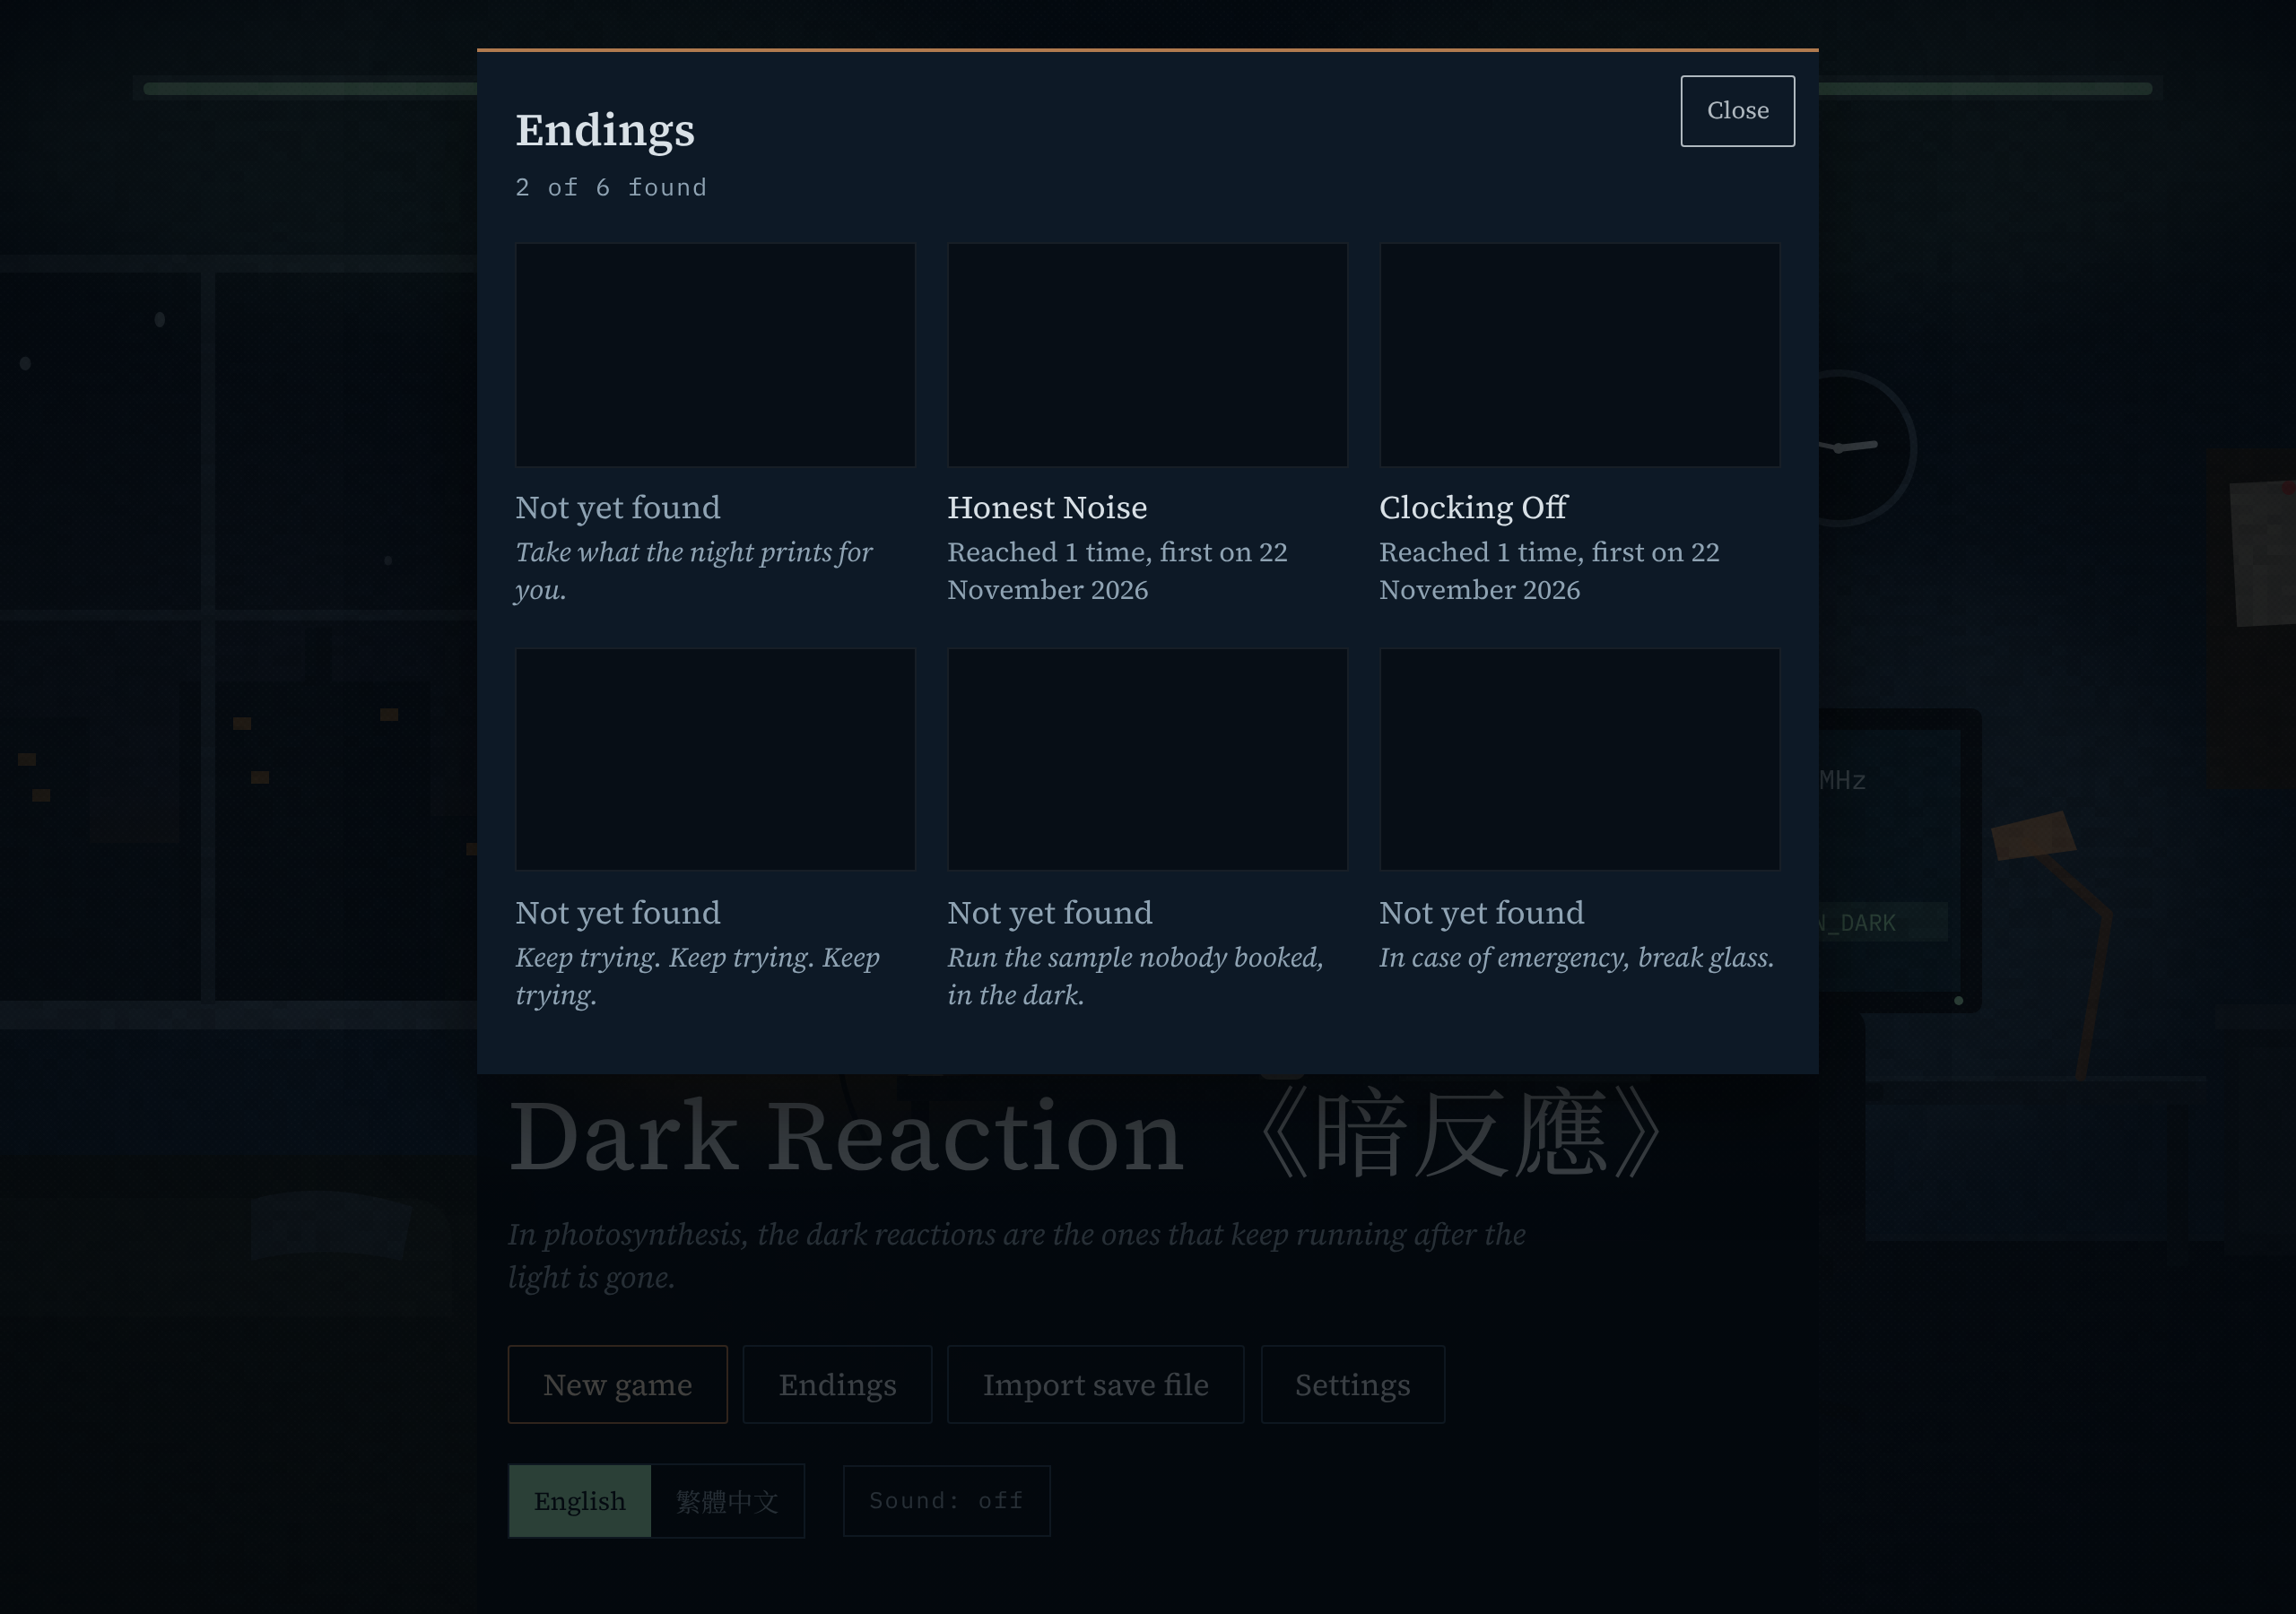 Endings
Close
2 of 6 found
Not yet found
Take what the night prints for
you.
Honest Noise
Reached 1 time, first on 22
November 2026
Clocking Off
Reached 1 time, first on 22
November 2026
Not yet found
Keep trying. Keep trying. Keep
trying.
Not yet found
Run the sample nobody booked,
in the dark.
Not yet found
In case of emergency, break glass.
MHz
N_DARK
Dark Reaction 《暗反應》
In photosynthesis, the dark reactions are the ones that keep running after the
light is gone.
New game
Endings
Import save file
Settings
English
繁體中文
Sound: off